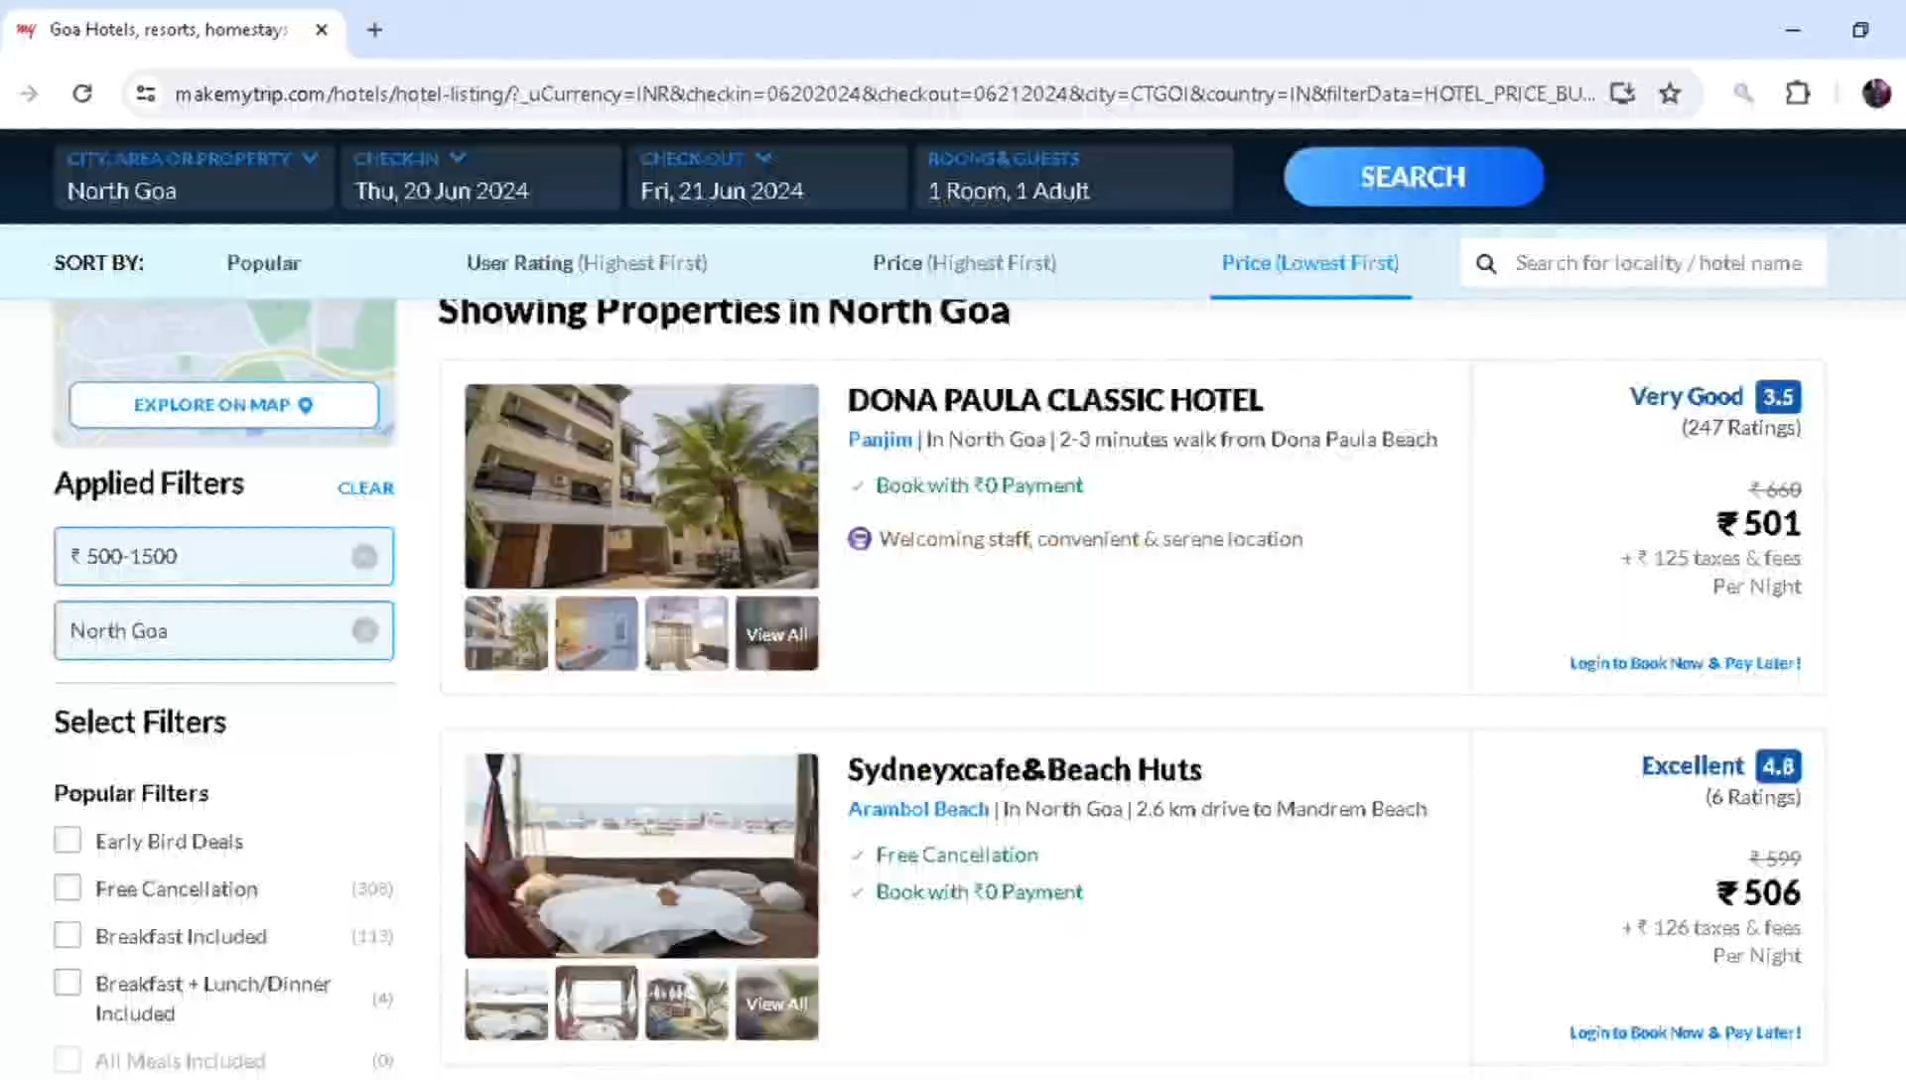 my Goa Hotels, resorts, homestays
makemytrip.com/hotels/hotel-listing/?_uCurrency=INR&checkin=06202024&checkout=06212024&city=CTGOI&country=IN&filterData=HOTEL_PRICE_BU...
CITY, AREA OR PROPERTY
North Goa
CHECK-IN
Thu, 20 Jun 2024
CHECK-OUT
Fri, 21 Jun 2024
ROOMS & GUESTS
1 Room, 1 Adult
SEARCH
SORT BY:
Popular
User Rating (Highest First)
Price (Highest First)
Price (Lowest First)
Search for locality / hotel name
Showing Properties in North Goa
EXPLORE ON MAP
Applied Filters
CLEAR
₹ 500-1500
North Goa
Select Filters
Popular Filters
Early Bird Deals
Free Cancellation (308)
Breakfast Included (113)
Breakfast + Lunch/Dinner
Included (4)
All Meals Included (0)
DONA PAULA CLASSIC HOTEL
Panjim | In North Goa | 2-3 minutes walk from Dona Paula Beach
Book with ₹0 Payment
Welcoming staff, convenient & serene location
View All
Very Good 3.5
(247 Ratings)
₹ 660
₹ 501
+ ₹ 125 taxes & fees
Per Night
Login to Book Now & Pay Later!
Sydneyxcafe&Beach Huts
Arambol Beach | In North Goa | 2.6 km drive to Mandrem Beach
Free Cancellation
Book with ₹0 Payment
View All
Excellent 4.8
(6 Ratings)
₹ 599
₹ 506
+ ₹ 126 taxes & fees
Per Night
Login to Book Now & Pay Later!